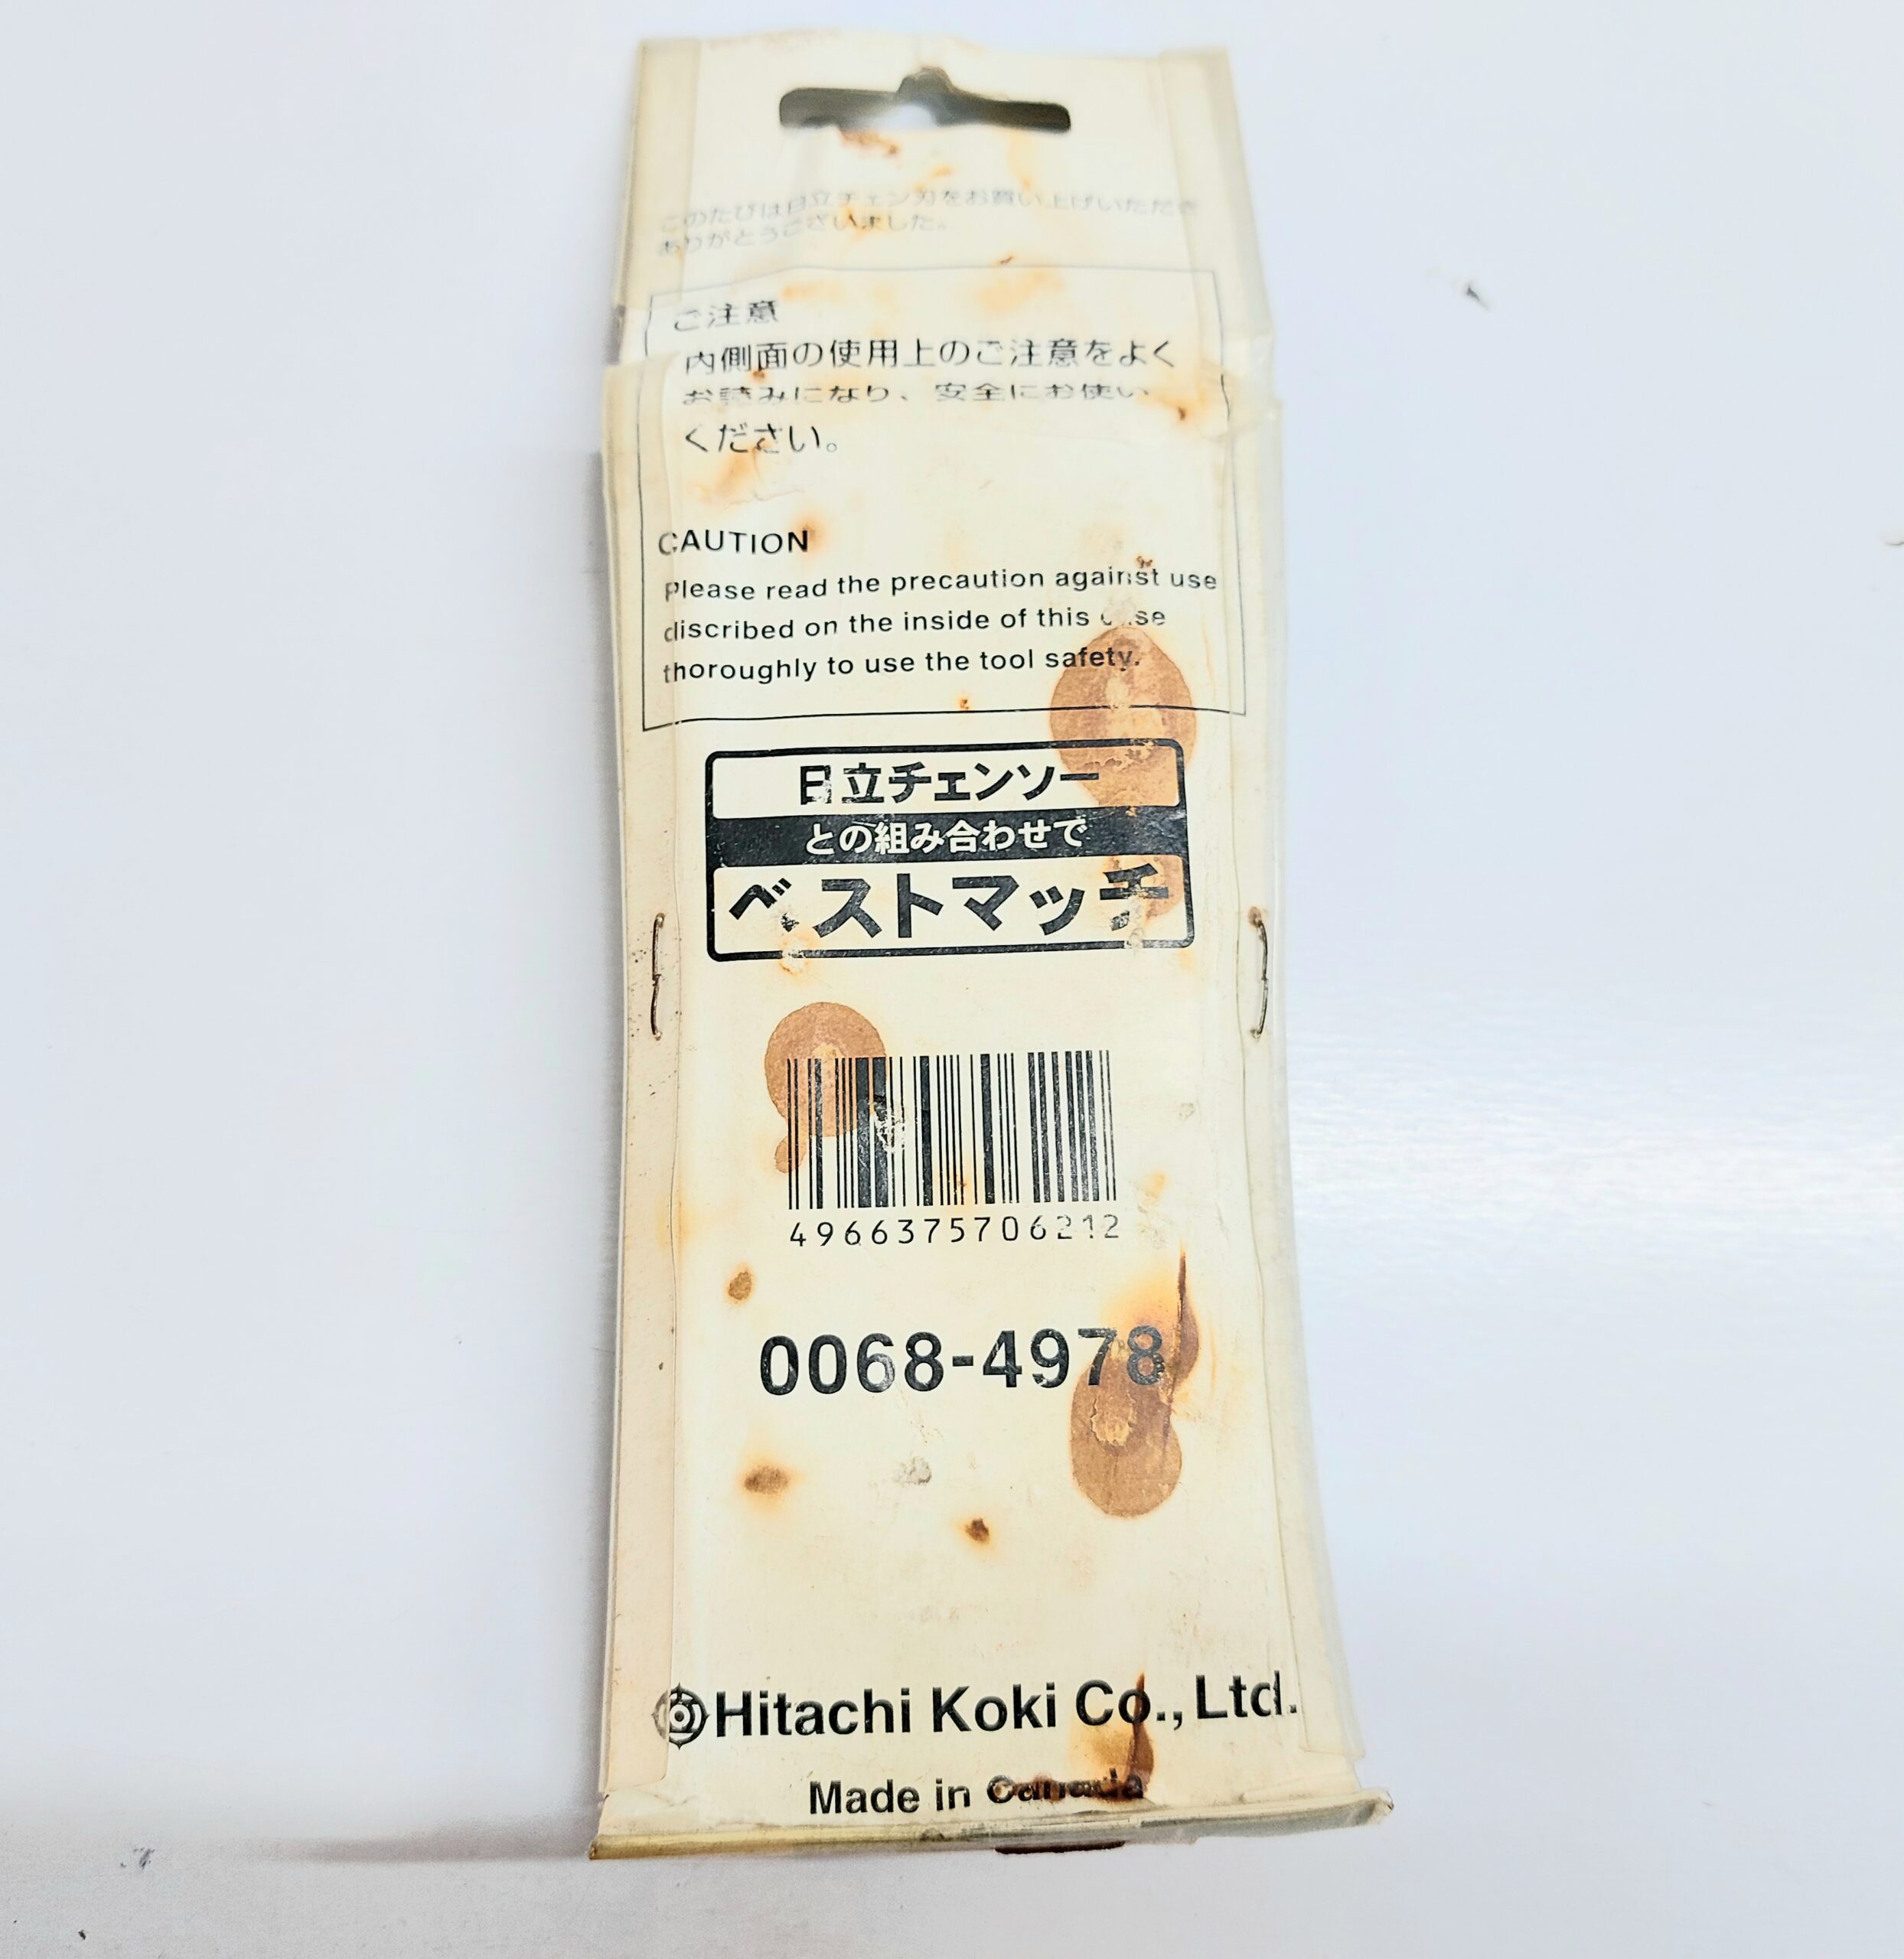 このたびは日立チェン刃をお買い上げいただき
ありがとうございました。
ご注意
内側面の使用上のご注意をよく
お読みになり、安全にお使い
ください。
CAUTION
Please read the precaution against use
discribed on the inside of this case
thoroughly to use the tool safety.
日立チェンソー
との組み合わせで
ベストマッチ
4966375706212
0068-4978
Hitachi Koki Co., Ltd.
Made in Canada